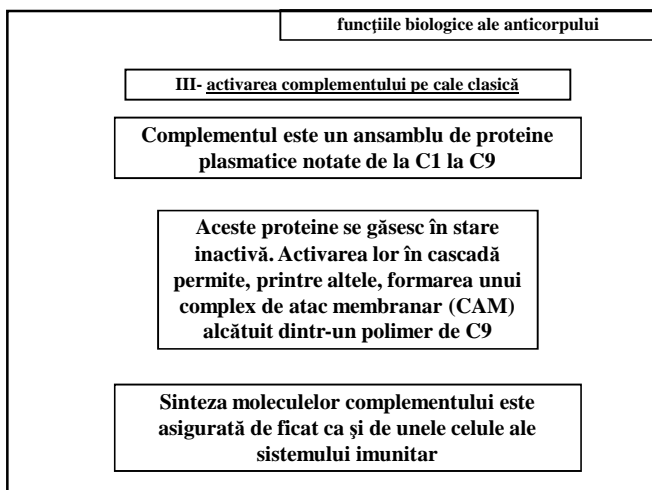 funcţiile biologice ale anticorpului
III- activarea complementului pe cale clasică
Complementul este un ansamblu de proteine
plasmatice notate de la C1 la C9
Aceste proteine se găsesc în stare
inactivă. Activarea lor în cascadă
permite, printre altele, formarea unui
complex de atac membranar (CAM)
alcătuit dintr-un polimer de C9
Sinteza moleculelor complementului este
asigurată de ficat ca şi de unele celule ale
sistemului imunitar